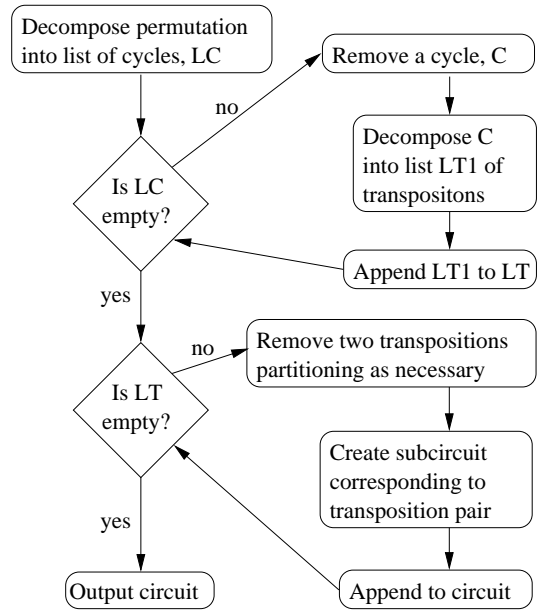 Decompose permutation
into list of cycles, LC
Remove a cycle, C
no
Decompose C
into list LT1 of
transpositons
Is LC
empty?
Append LT1 to LT
yes
Remove two transpositions
partitioning as necessary
no
Is LT
empty?
Create subcircuit
corresponding to
transposition pair
yes
Output circuit
Append to circuit